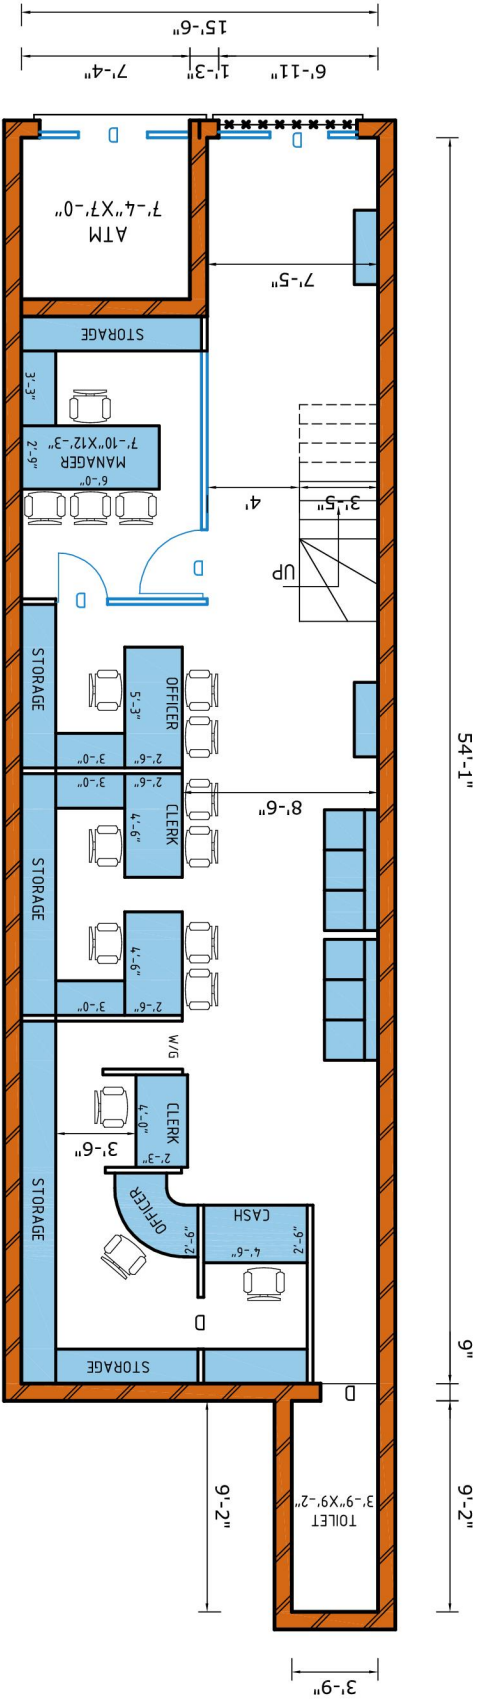 15'-6"
7'-4"
1'-3"
6'-11"
D
D
ATM
7'-4"X7'-0"
7'-5"
STORAGE
3'-3"
MANAGER
7'-10"X12'-3"
2'-9"
6'-0"
4'
3'-5"
UP
D
D
STORAGE
OFFICER
5'-3"
2'-6"
3'-0"
54'-1"
3'-0"
2'-6"
CLERK
4'-6"
8'-6"
STORAGE
4'-6"
3'-0"
2'-6"
W/G
CLERK
4'-0"
2'-3"
3'-6"
STORAGE
OFFICER
2'-6"
CASH
4'-6"
2'-6"
D
STORAGE
D
9"
9'-2"
9'-2"
TOILET
3'-9"X9'-2"
3'-9"